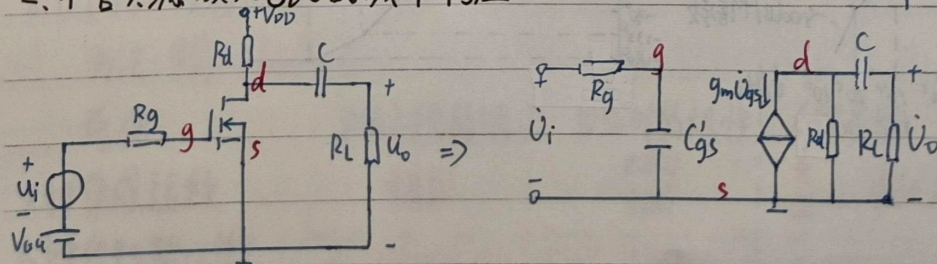 +VDD
Rd
d
C
+
Rg
g
s
RL
uo
+
ui
-
VGG
-
⇒
Rg
g
U̇i
C'gs
s
gmU̇gs
d
Rd
C
+
RL
U̇o
-